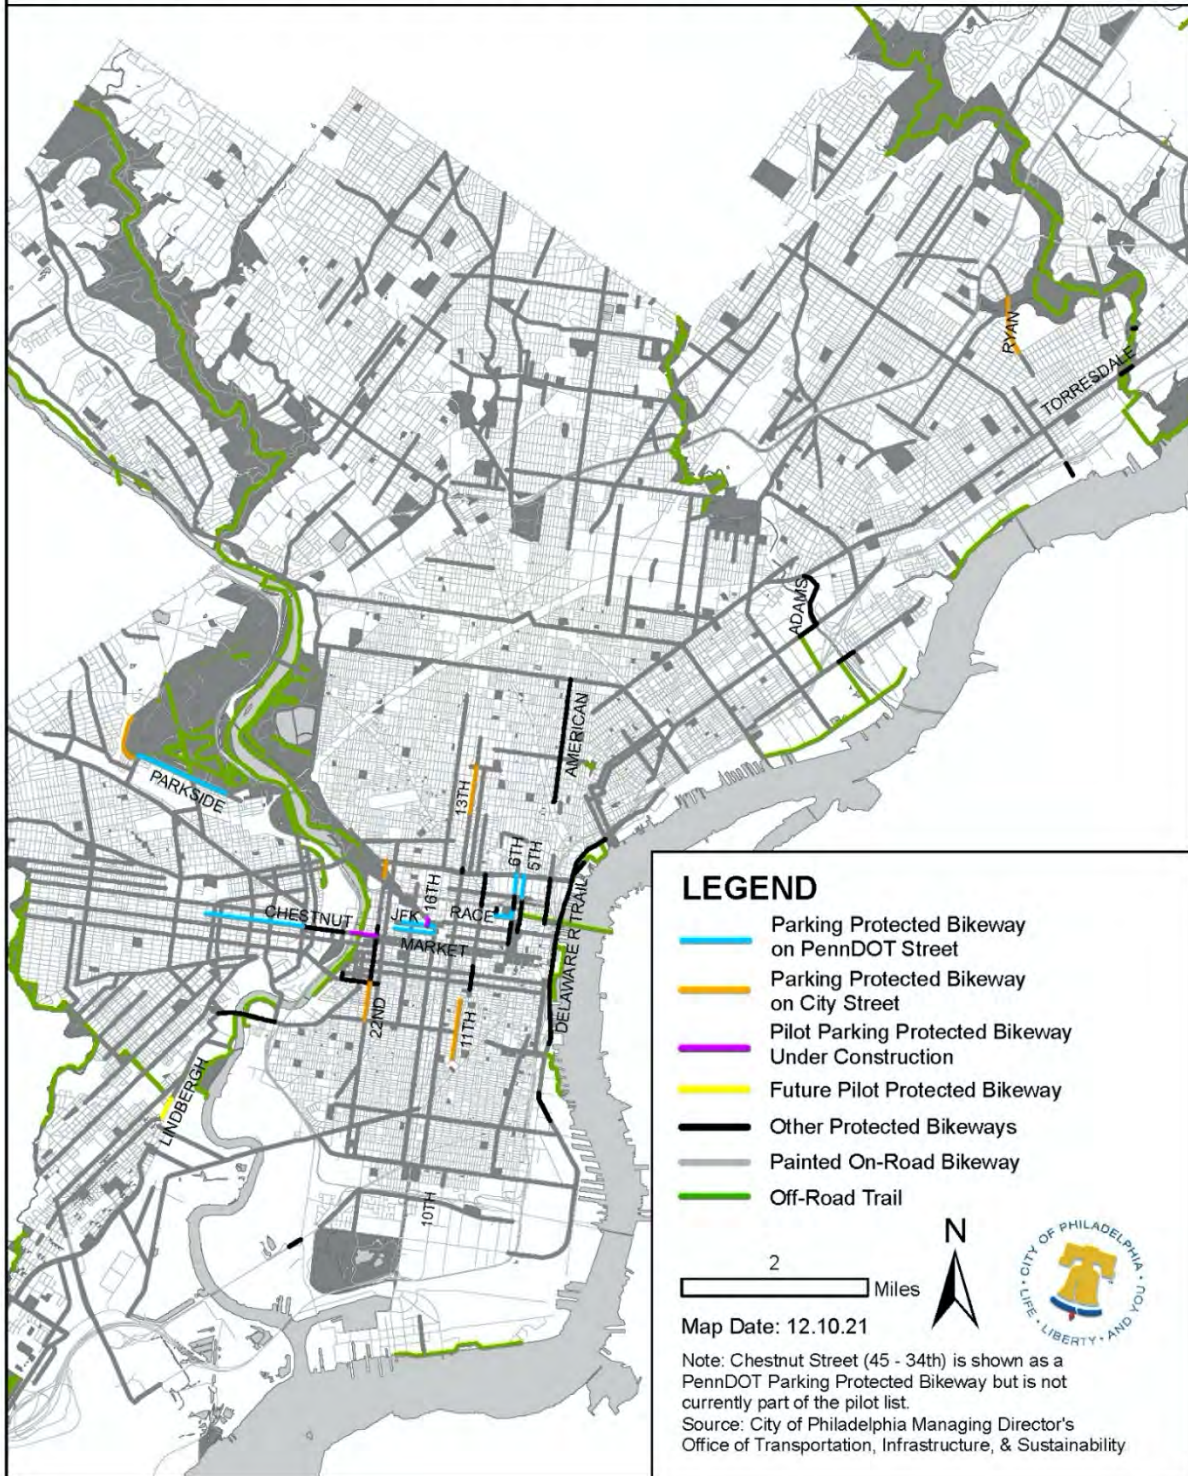 RYAN
TORRESDALE
ADAMS
AMERICAN
PARKSIDE
13TH
6TH
5TH
16TH
CHESTNUT
JFK
RACE
MARKET
DELAWARE R TRAIL
22ND
11TH
LINDBERGH
10TH
LEGEND
Parking Protected Bikeway
on PennDOT Street
Parking Protected Bikeway
on City Street
Pilot Parking Protected Bikeway
Under Construction
Future Pilot Protected Bikeway
Other Protected Bikeways
Painted On-Road Bikeway
Off-Road Trail
N
2
Miles
CITY OF PHILADELPHIA
• LIFE • LIBERTY • AND YOU •
Map Date: 12.10.21
Note: Chestnut Street (45 - 34th) is shown as a
PennDOT Parking Protected Bikeway but is not
currently part of the pilot list.
Source: City of Philadelphia Managing Director's
Office of Transportation, Infrastructure, & Sustainability